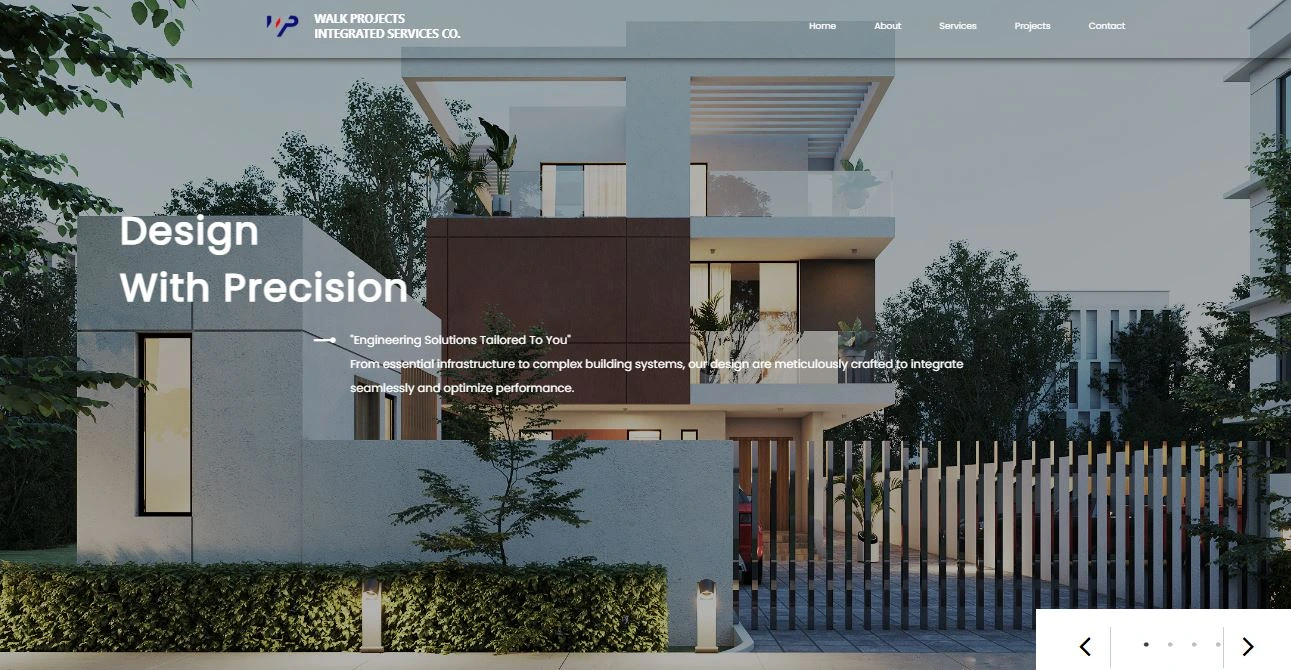 WP
WALK PROJECTS
INTEGRATED SERVICES CO.
Home About Services Projects Contact
Design
With Precision
"Engineering Solutions Tailored To You"
From essential infrastructure to complex building systems, our design are meticulously crafted to integrate
seamlessly and optimize performance.